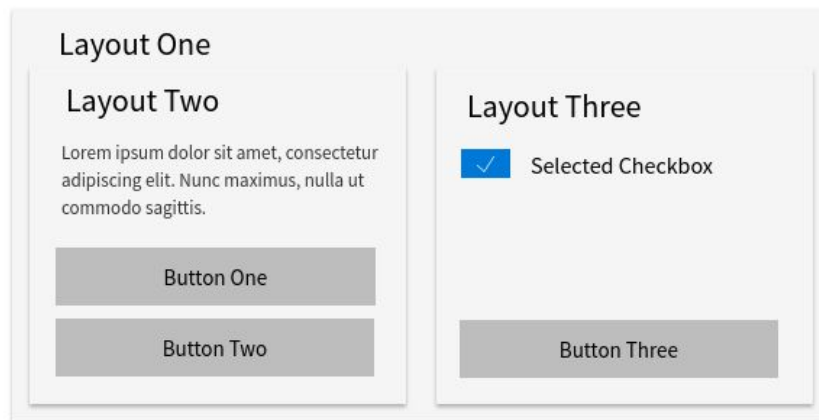 Layout One
Layout Two
Lorem ipsum dolor sit amet, consectetur
adipiscing elit. Nunc maximus, nulla ut
commodo sagittis.
Button One
Button Two
Layout Three
Selected Checkbox
Button Three